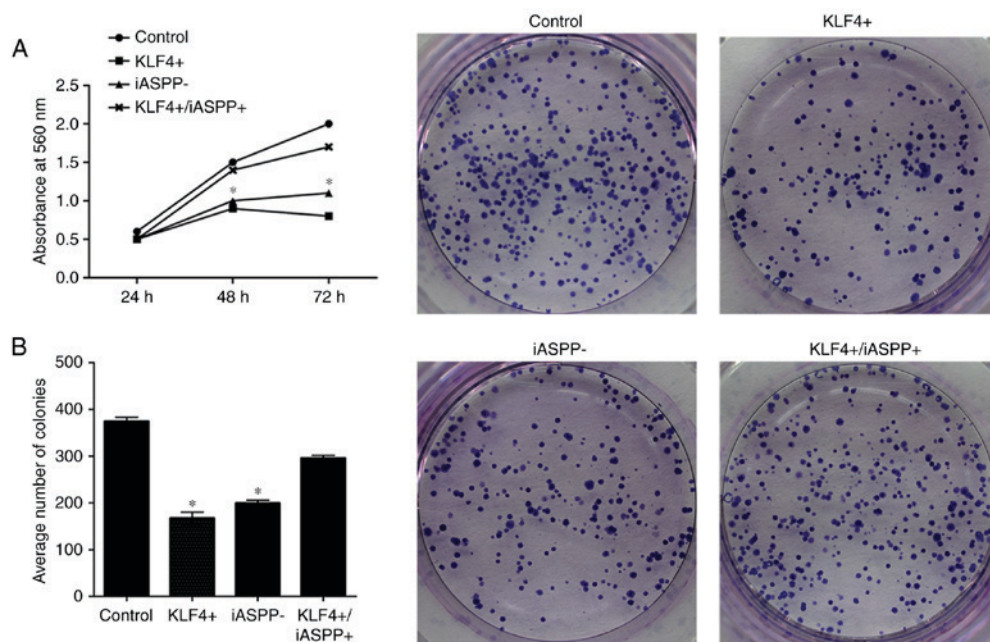 A
Control
KLF4+
iASPP-
KLF4+/iASPP+
Absorbance at 560 nm
2.0
1.5
1.0
0.5
0.0
*
*
24 h
48 h
72 h
Control
KLF4+
B
Average number of colonies
500
400
300
200
100
0
*
*
Control
KLF4+
iASPP-
KLF4+/
iASPP+
iASPP-
KLF4+/iASPP+